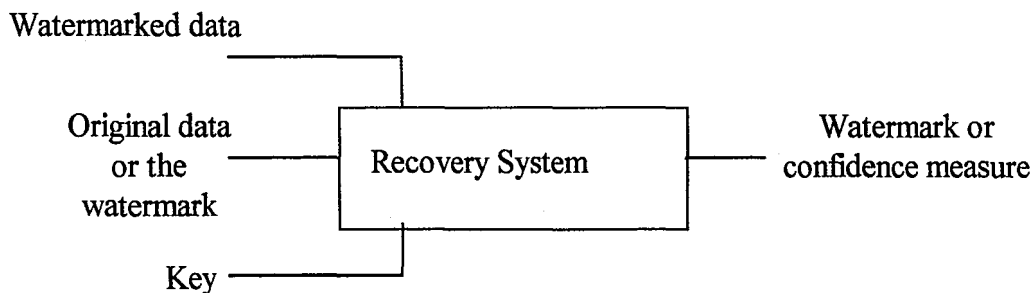 Watermarked data
Original data
or the
watermark
Recovery System
Watermark or
confidence measure
Key